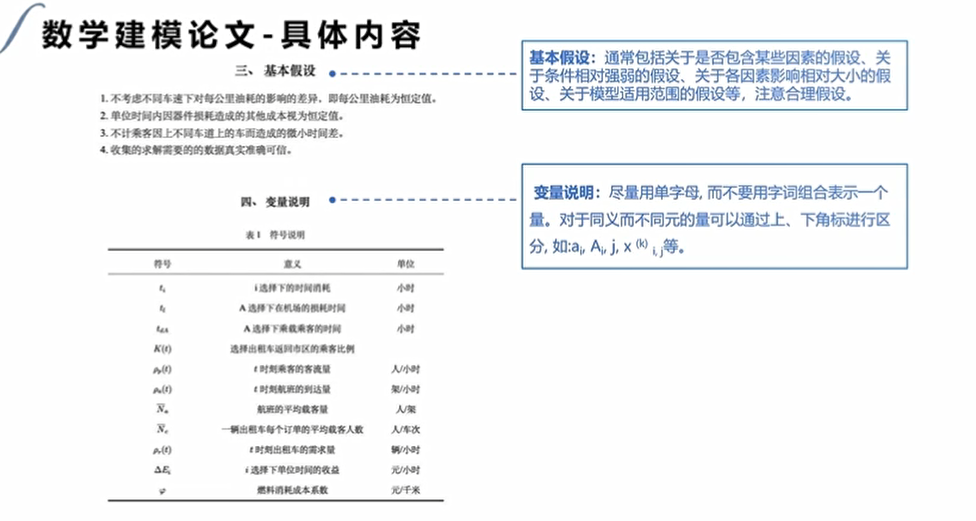 数学建模论文-具体内容
三、 基本假设
1. 不考虑不同车速下对每公里油耗的影响的差异，即每公里油耗为恒定值。
2. 单位时间内因器件损耗造成的其他成本视为恒定值。
3. 不计乘客因上不同车道上的车而造成的微小时间差。
4. 收集的求解需要的的数据真实准确可信。
基本假设：通常包括关于是否包含某些因素的假设、关
于条件相对强弱的假设、关于各因素影响相对大小的假
设、关于模型适用范围的假设等，注意合理假设。
四、 变量说明
变量说明：尽量用单字母, 而不要用字词组合表示一个
量。对于同义而不同元的量可以通过上、下角标进行区
分, 如:aᵢ, Aᵢ, j, x ⁽ᵏ⁾ ᵢ, ⱼ等。
表 1 符号说明
符号 意义 单位
tᵢ i 选择下的时间消耗 小时
A 选择下在机场的损耗时间 小时
A 选择下乘载乘客的时间 小时
K(t) 选择出租车返回市区的乘客比例
ρₚ(t) t 时刻乘客的客流量 人/小时
t 时刻航班的到达量 架/小时
航班的平均载客量 人/架
一辆出租车每个订单的平均载客人数 人/车次
t 时刻出租车的需求量 辆/小时
ΔEᵢ i 选择下单位时间的收益 元/小时
φ 燃料消耗成本系数 元/千米